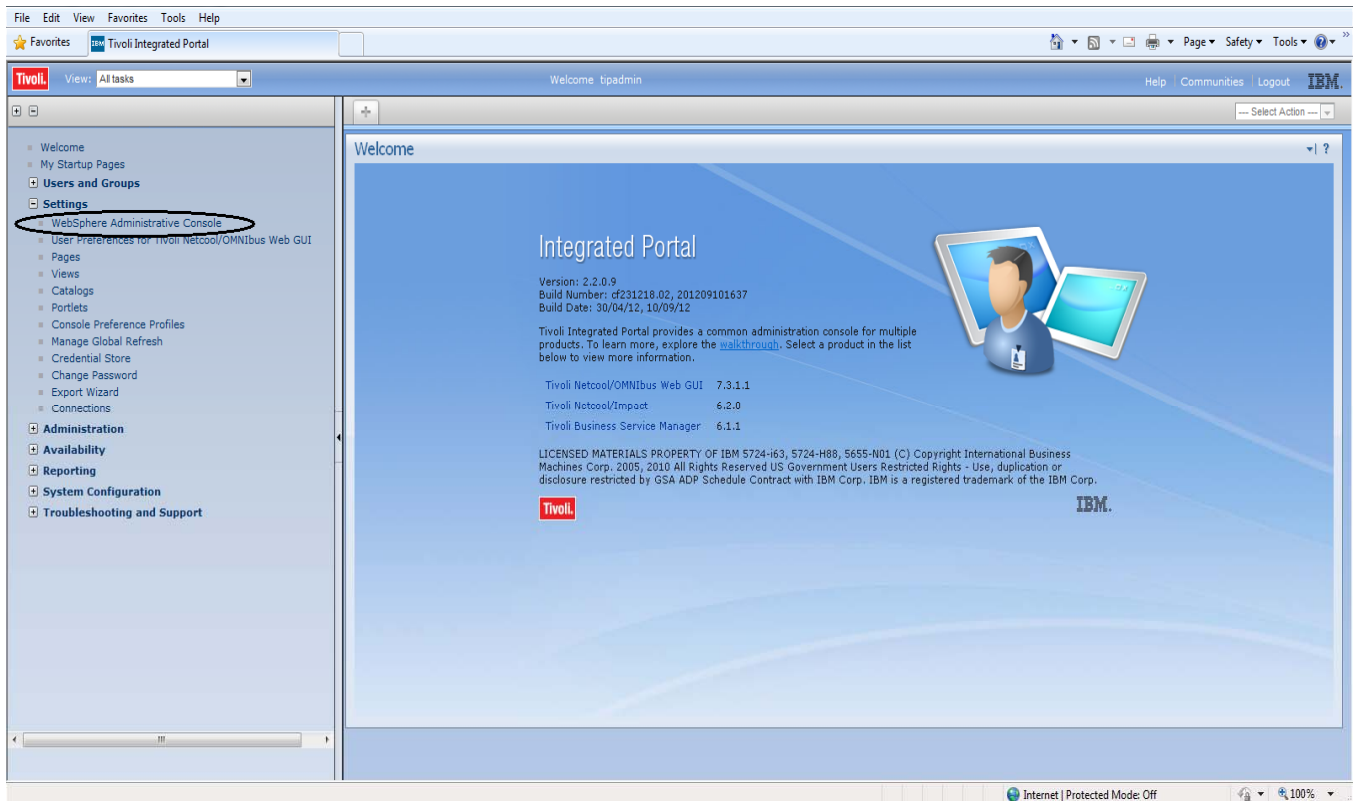 File Edit View Favorites Tools Help
Favorites Tivoli Integrated Portal Page Safety Tools
Tivoli. View: All tasks Welcome tipadmin Help Communities Logout IBM.
--- Select Action ---
Welcome
My Startup Pages
Users and Groups
Settings
WebSphere Administrative Console
User Preferences for Tivoli Netcool/OMNIbus Web GUI
Pages
Views
Catalogs
Portlets
Console Preference Profiles
Manage Global Refresh
Credential Store
Change Password
Export Wizard
Connections
Administration
Availability
Reporting
System Configuration
Troubleshooting and Support
Welcome ?
Integrated Portal
Version: 2.2.0.9
Build Number: cf231218.02, 201209101637
Build Date: 30/04/12, 10/09/12
Tivoli Integrated Portal provides a common administration console for multiple
products. To learn more, explore the walkthrough. Select a product in the list
below to view more information.
Tivoli Netcool/OMNIbus Web GUI 7.3.1.1
Tivoli Netcool/Impact 6.2.0
Tivoli Business Service Manager 6.1.1
LICENSED MATERIALS PROPERTY OF IBM 5724-i63, 5724-H88, 5655-N01 (C) Copyright International Business
Machines Corp. 2005, 2010 All Rights Reserved US Government Users Restricted Rights - Use, duplication or
disclosure restricted by GSA ADP Schedule Contract with IBM Corp. IBM is a registered trademark of the IBM Corp.
Tivoli. IBM.
Internet | Protected Mode: Off 100%